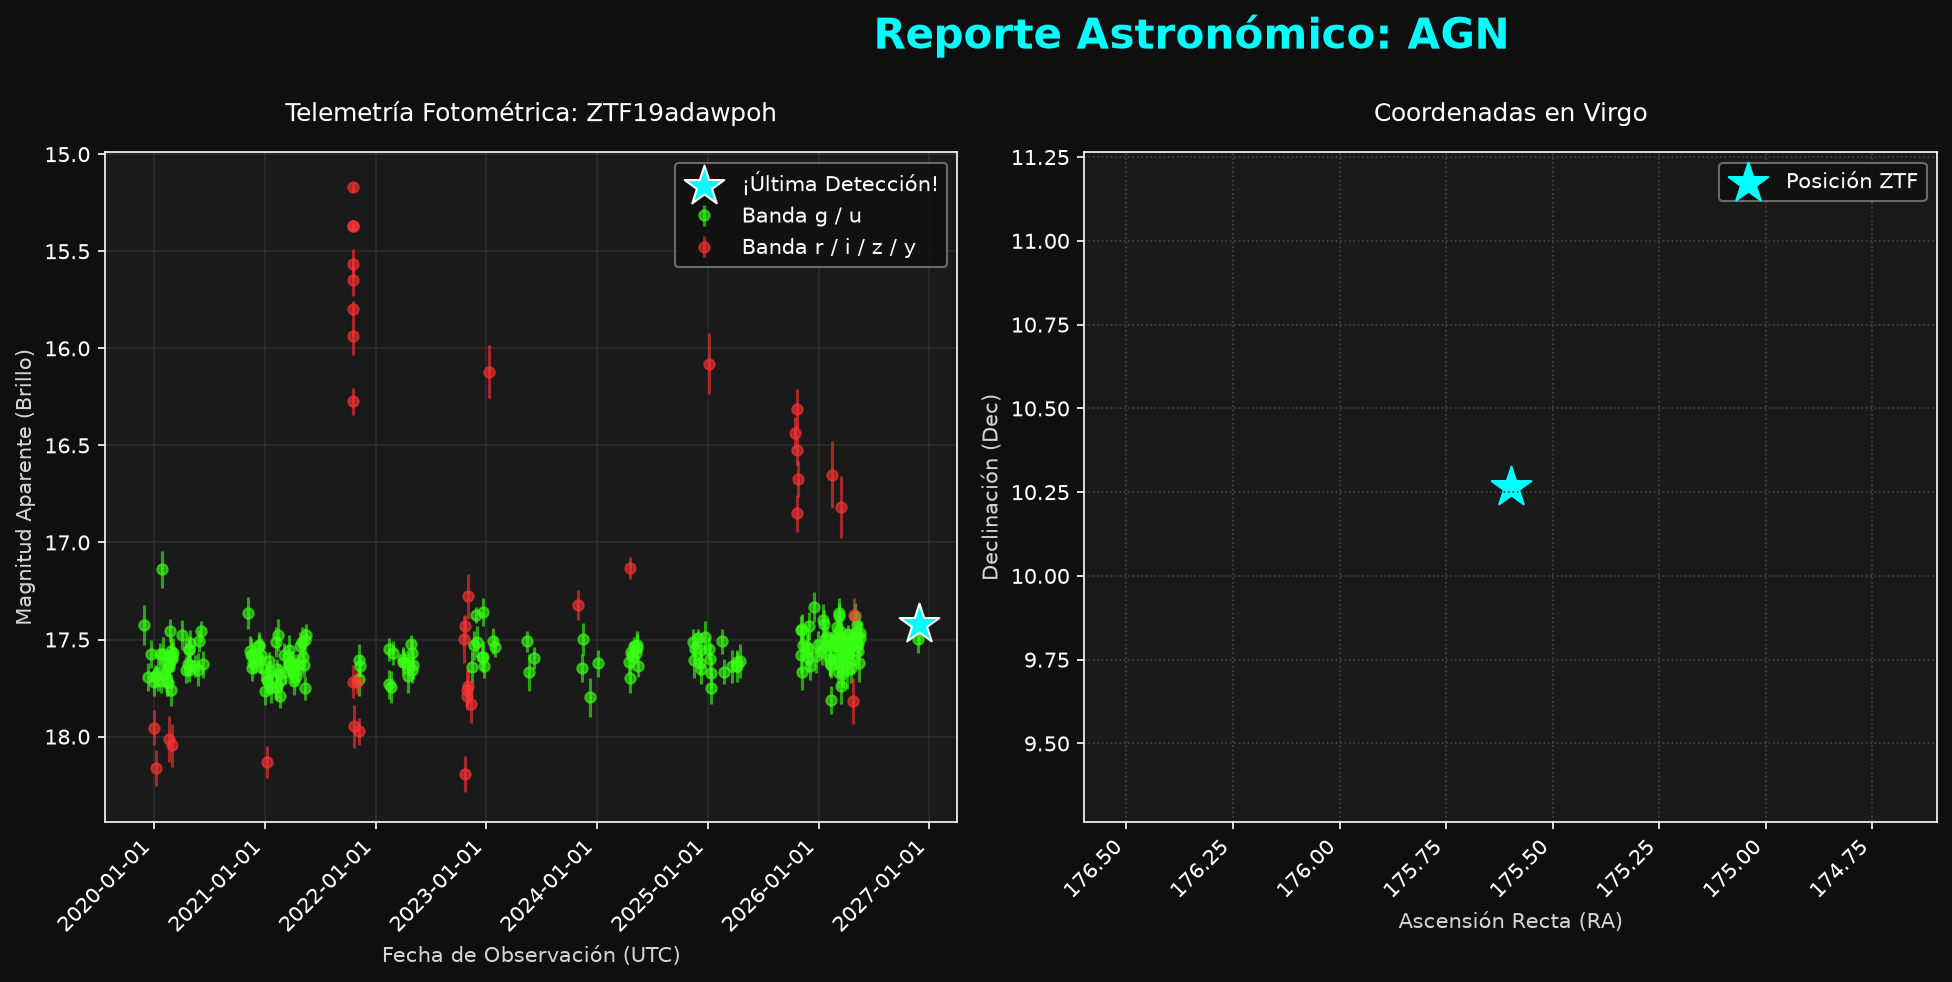 Reporte Astronómico: AGN
Telemetría Fotométrica: ZTF19adawpoh
Magnitud Aparente (Brillo)
15.0
15.5
16.0
16.5
17.0
17.5
18.0
¡Última Detección!
Banda g / u
Banda r / i / z / y
2020-01-01
2021-01-01
2022-01-01
2023-01-01
2024-01-01
2025-01-01
2026-01-01
2027-01-01
Fecha de Observación (UTC)
Coordenadas en Virgo
Declinación (Dec)
11.25
11.00
10.75
10.50
10.25
10.00
9.75
9.50
Posición ZTF
176.50
176.25
176.00
175.75
175.50
175.25
175.00
174.75
Ascensión Recta (RA)